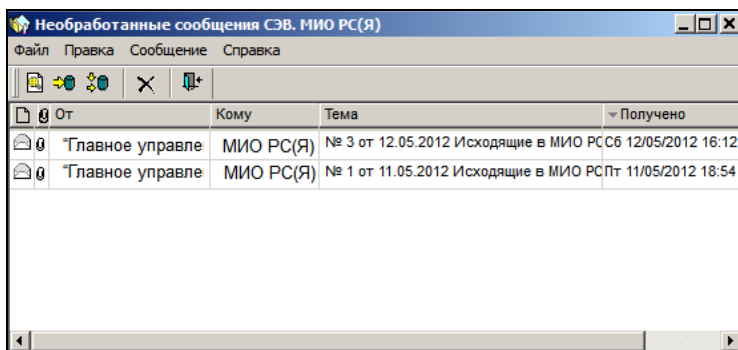 Необработанные сообщения СЭВ. МИО РС(Я)
Файл Правка Сообщение Справка
От Кому Тема Получено
"Главное управле МИО РС(Я) № 3 от 12.05.2012 Исходящие в МИО РС Сб 12/05/2012 16:12
"Главное управле МИО РС(Я) № 1 от 11.05.2012 Исходящие в МИО РС Пт 11/05/2012 18:54